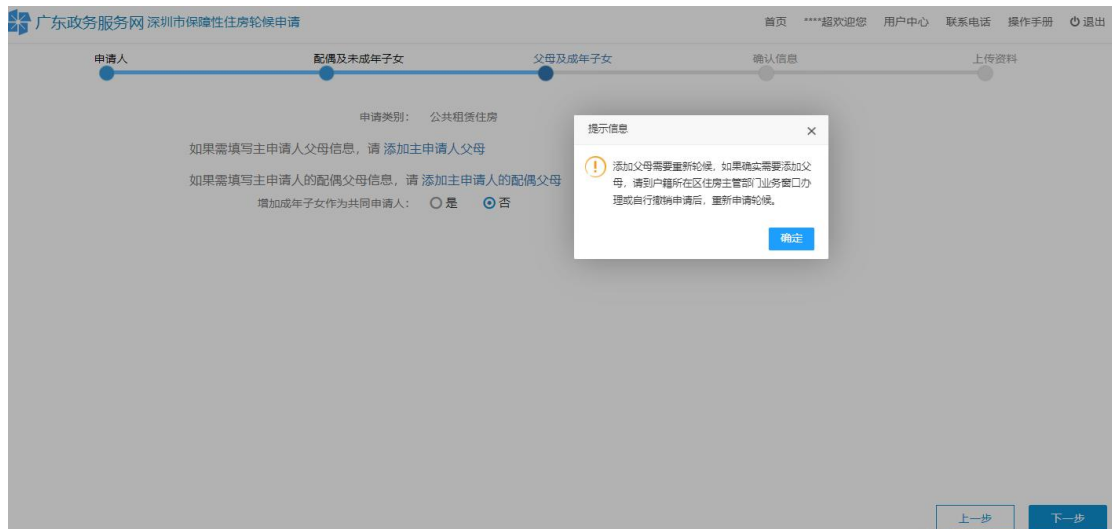 广东政务服务网 深圳市保障性住房轮候申请 首页 ****超欢迎您 用户中心 联系电话 操作手册 退出
申请人 配偶及未成年子女 父母及成年子女 确认信息 上传资料
申请类别： 公共租赁住房
如果需填写主申请人父母信息，请 添加主申请人父母
如果需填写主申请人的配偶父母信息，请 添加主申请人的配偶父母
增加成年子女作为共同申请人： 是 否
提示信息
添加父母需要重新轮候，如果确实需要添加父
母，请到户籍所在区住房主管部门业务窗口办
理或自行撤销申请后，重新申请轮候。
确定
上一步 下一步